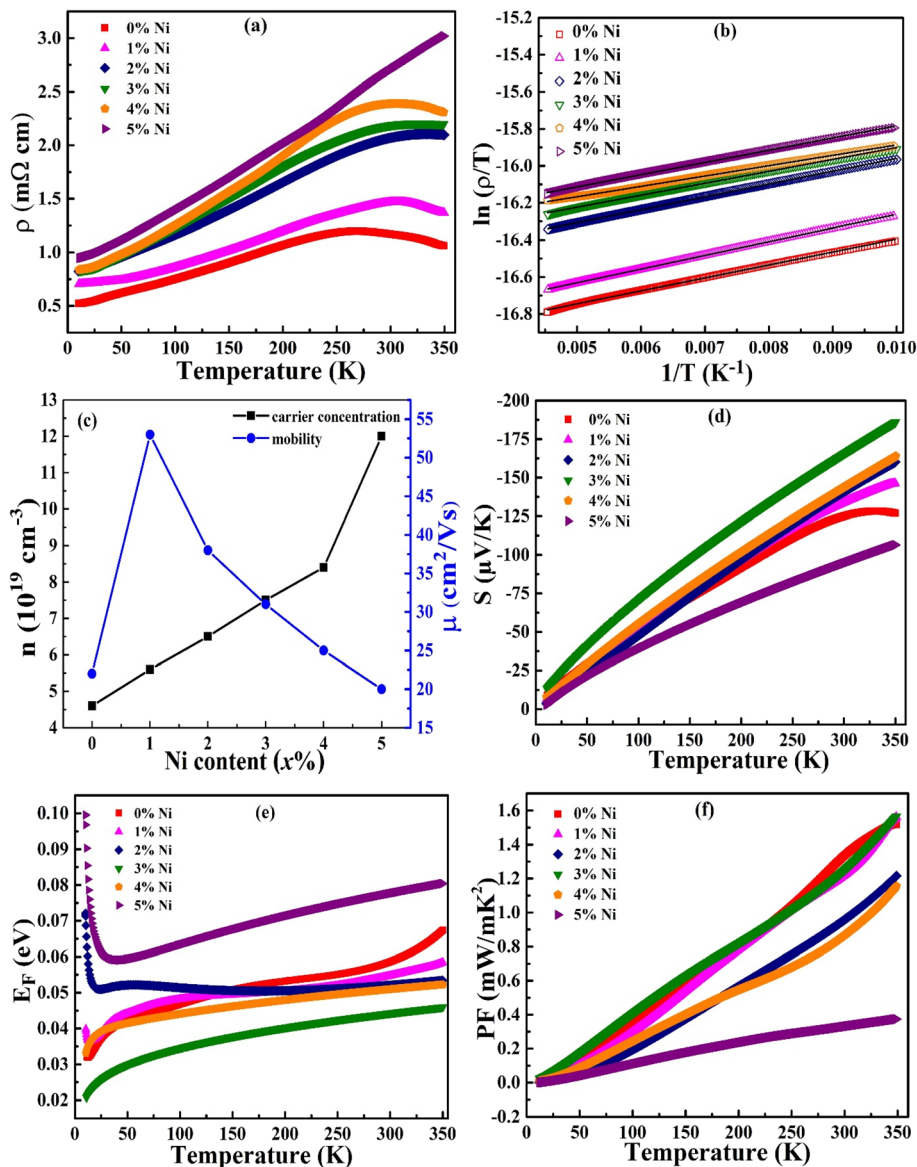 (a)
0% Ni
1% Ni
2% Ni
3% Ni
4% Ni
5% Ni
3.0
2.5
2.0
1.5
1.0
0.5
ρ (mΩ cm)
0 50 100 150 200 250 300 350
Temperature (K)
(b)
0% Ni
1% Ni
2% Ni
3% Ni
4% Ni
5% Ni
-15.2
-15.4
-15.6
-15.8
-16.0
-16.2
-16.4
-16.6
-16.8
ln (ρ/T)
0.005 0.006 0.007 0.008 0.009 0.010
1/T (K⁻¹)
(c)
carrier concentration
mobility
13
12
11
10
9
8
7
6
5
4
n (10¹⁹ cm⁻³)
55
50
45
40
35
30
25
20
15
μ (cm²/Vs)
0 1 2 3 4 5
Ni content (x%)
(d)
0% Ni
1% Ni
2% Ni
3% Ni
4% Ni
5% Ni
-200
-175
-150
-125
-100
-75
-50
-25
0
S (μV/K)
0 50 100 150 200 250 300 350
Temperature (K)
(e)
0% Ni
1% Ni
2% Ni
3% Ni
4% Ni
5% Ni
0.10
0.09
0.08
0.07
0.06
0.05
0.04
0.03
0.02
E_F (eV)
0 50 100 150 200 250 300 350
Temperature (K)
(f)
0% Ni
1% Ni
2% Ni
3% Ni
4% Ni
5% Ni
1.6
1.4
1.2
1.0
0.8
0.6
0.4
0.2
0.0
-0.2
PF (mW/mK²)
0 50 100 150 200 250 300 350
Temperature (K)